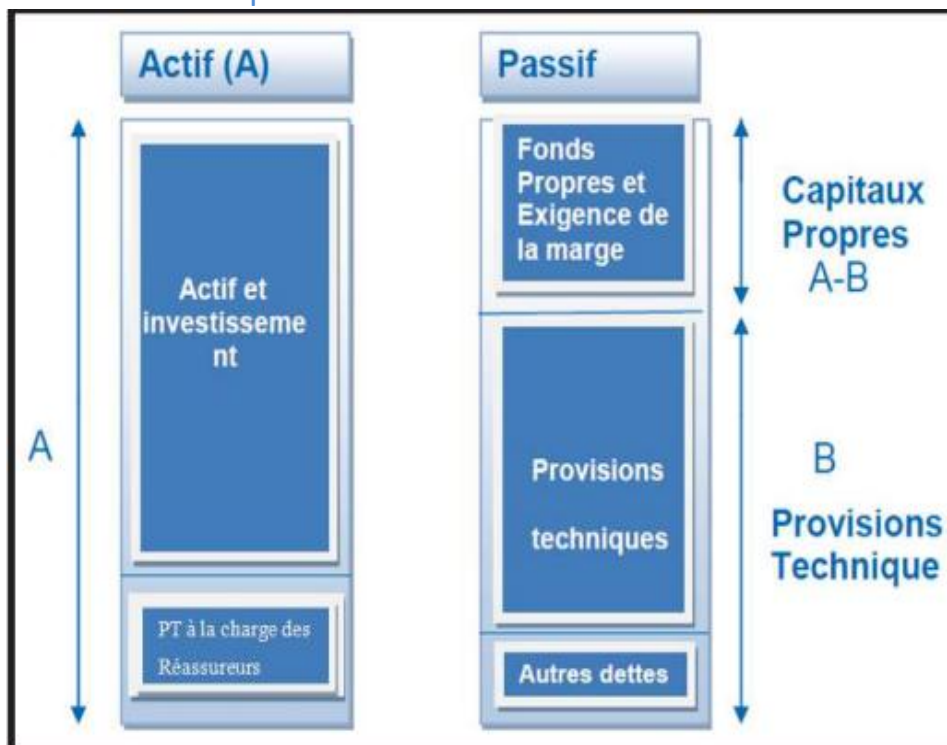 Actif (A)
Passif
A
Actif et
investisseme
nt
PT à la charge des
Réassureurs
Fonds
Propres et
Exigence de
la marge
Provisions
techniques
Autres dettes
Capitaux
Propres
A-B
B
Provisions
Technique